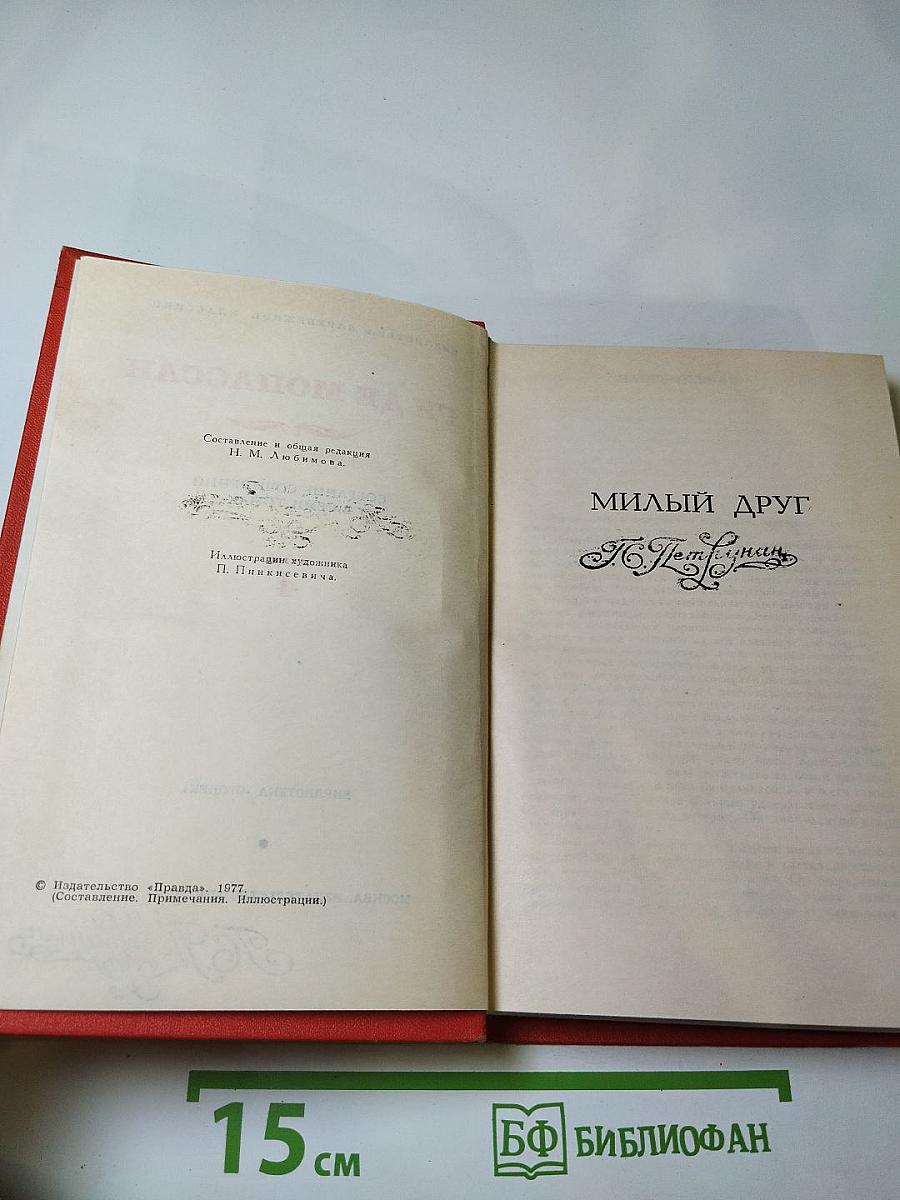 Составление и общая редакция
Н. М. Любимова.
Иллюстрации художника
П. Пинкисевича.
© Издательство «Правда». 1977.
(Составление. Примечания. Иллюстрации.)
МИЛЫЙ ДРУГ
П.С. Петрунин
15 см
БФ БИБЛИОФАН